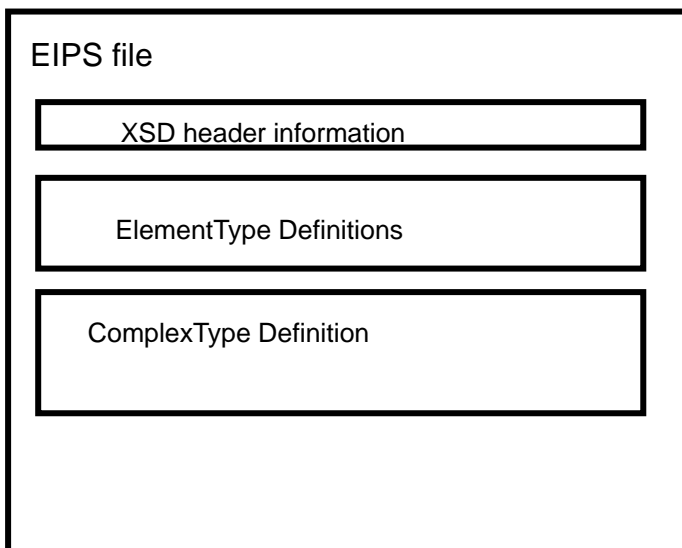 EIPS file
XSD header information
ElementType Definitions
ComplexType Definition